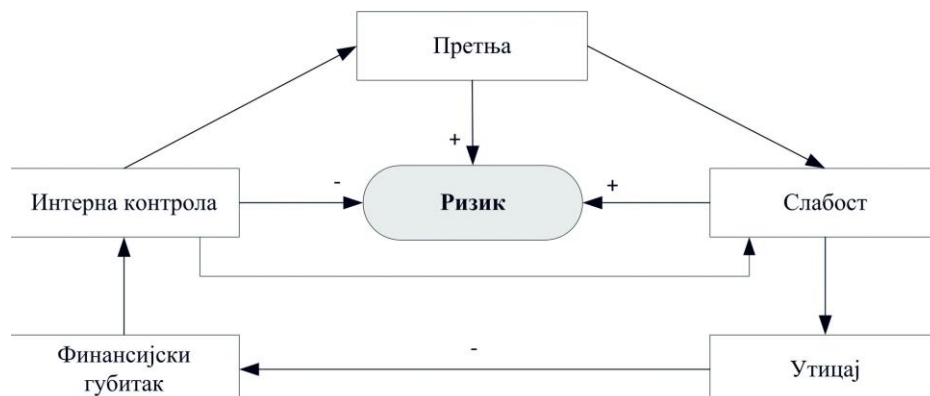 Претња
+
Интерна контрола
-
Ризик
+
Слабост
-
Финансијски
губитак
Утицај